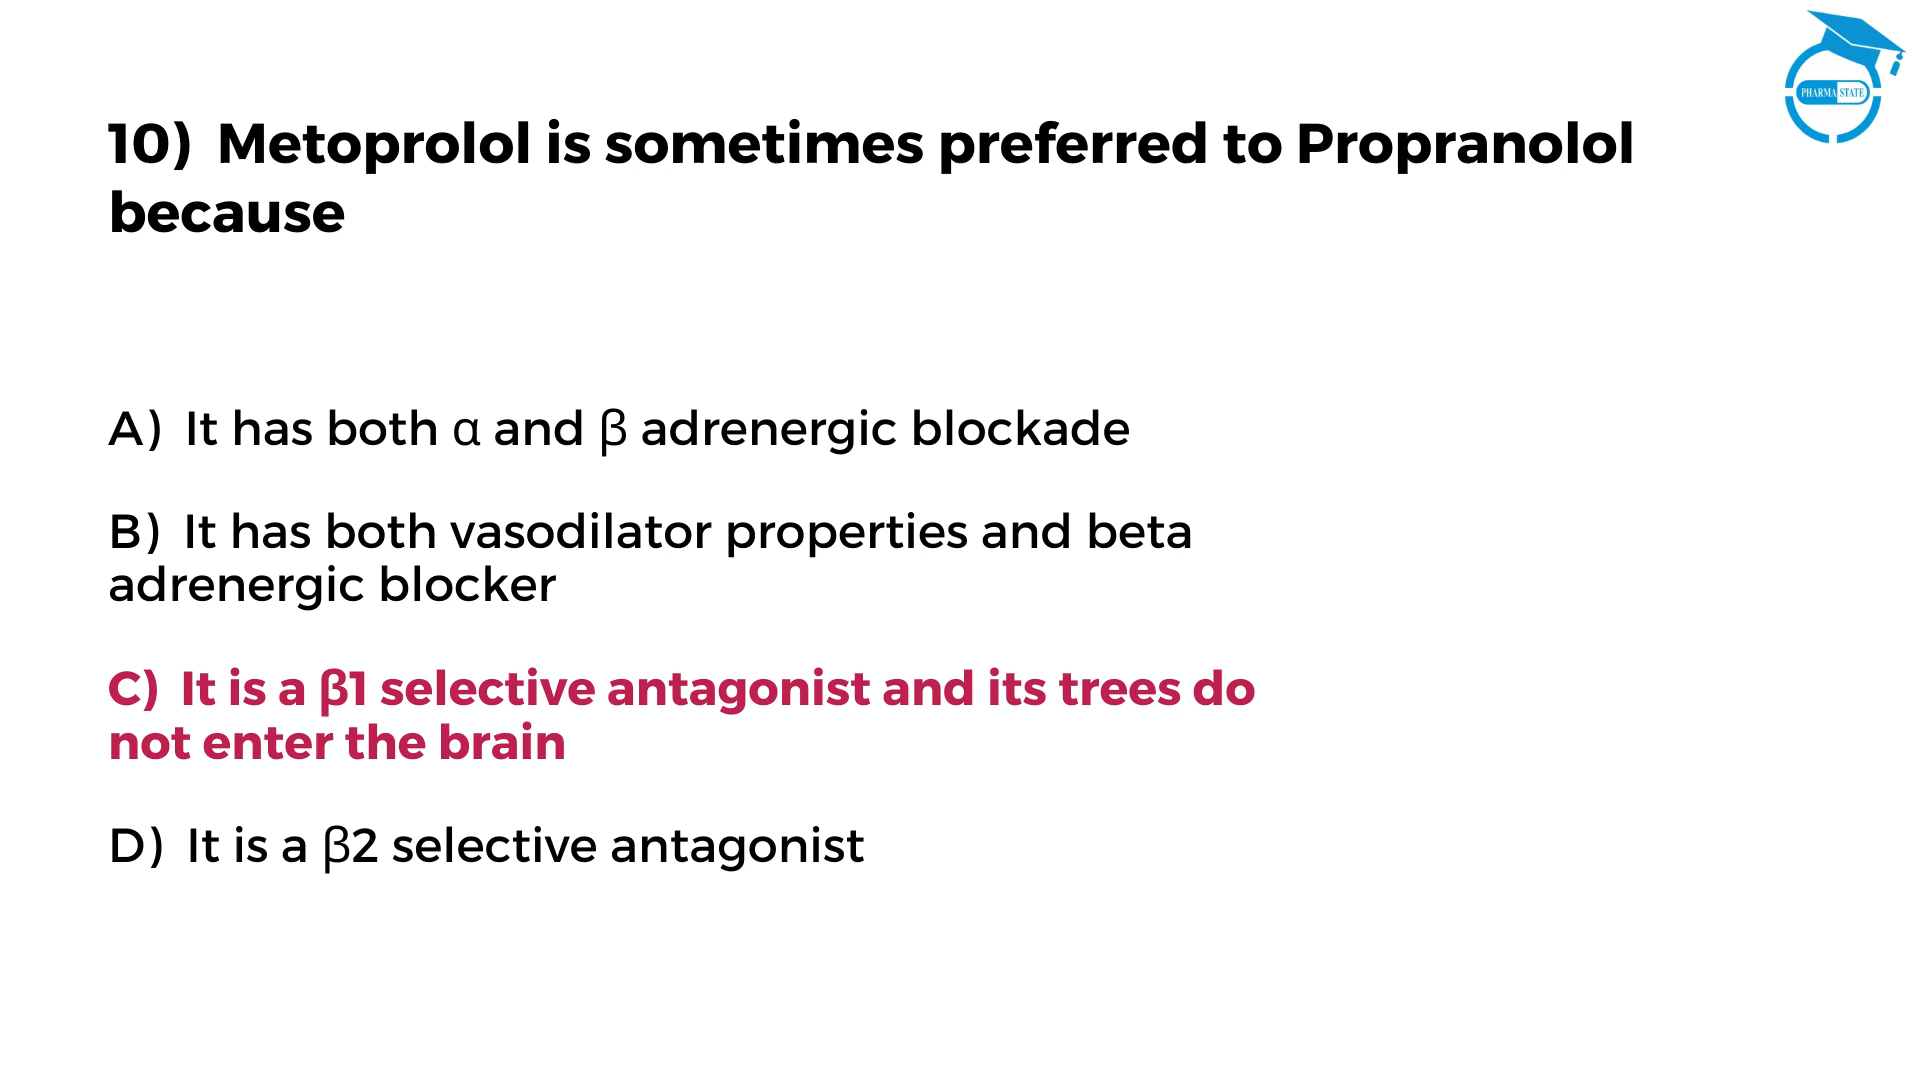 PHARMA STATE
10) Metoprolol is sometimes preferred to Propranolol
because
A) It has both α and β adrenergic blockade
B) It has both vasodilator properties and beta
adrenergic blocker
C) It is a β1 selective antagonist and its trees do
not enter the brain
D) It is a β2 selective antagonist